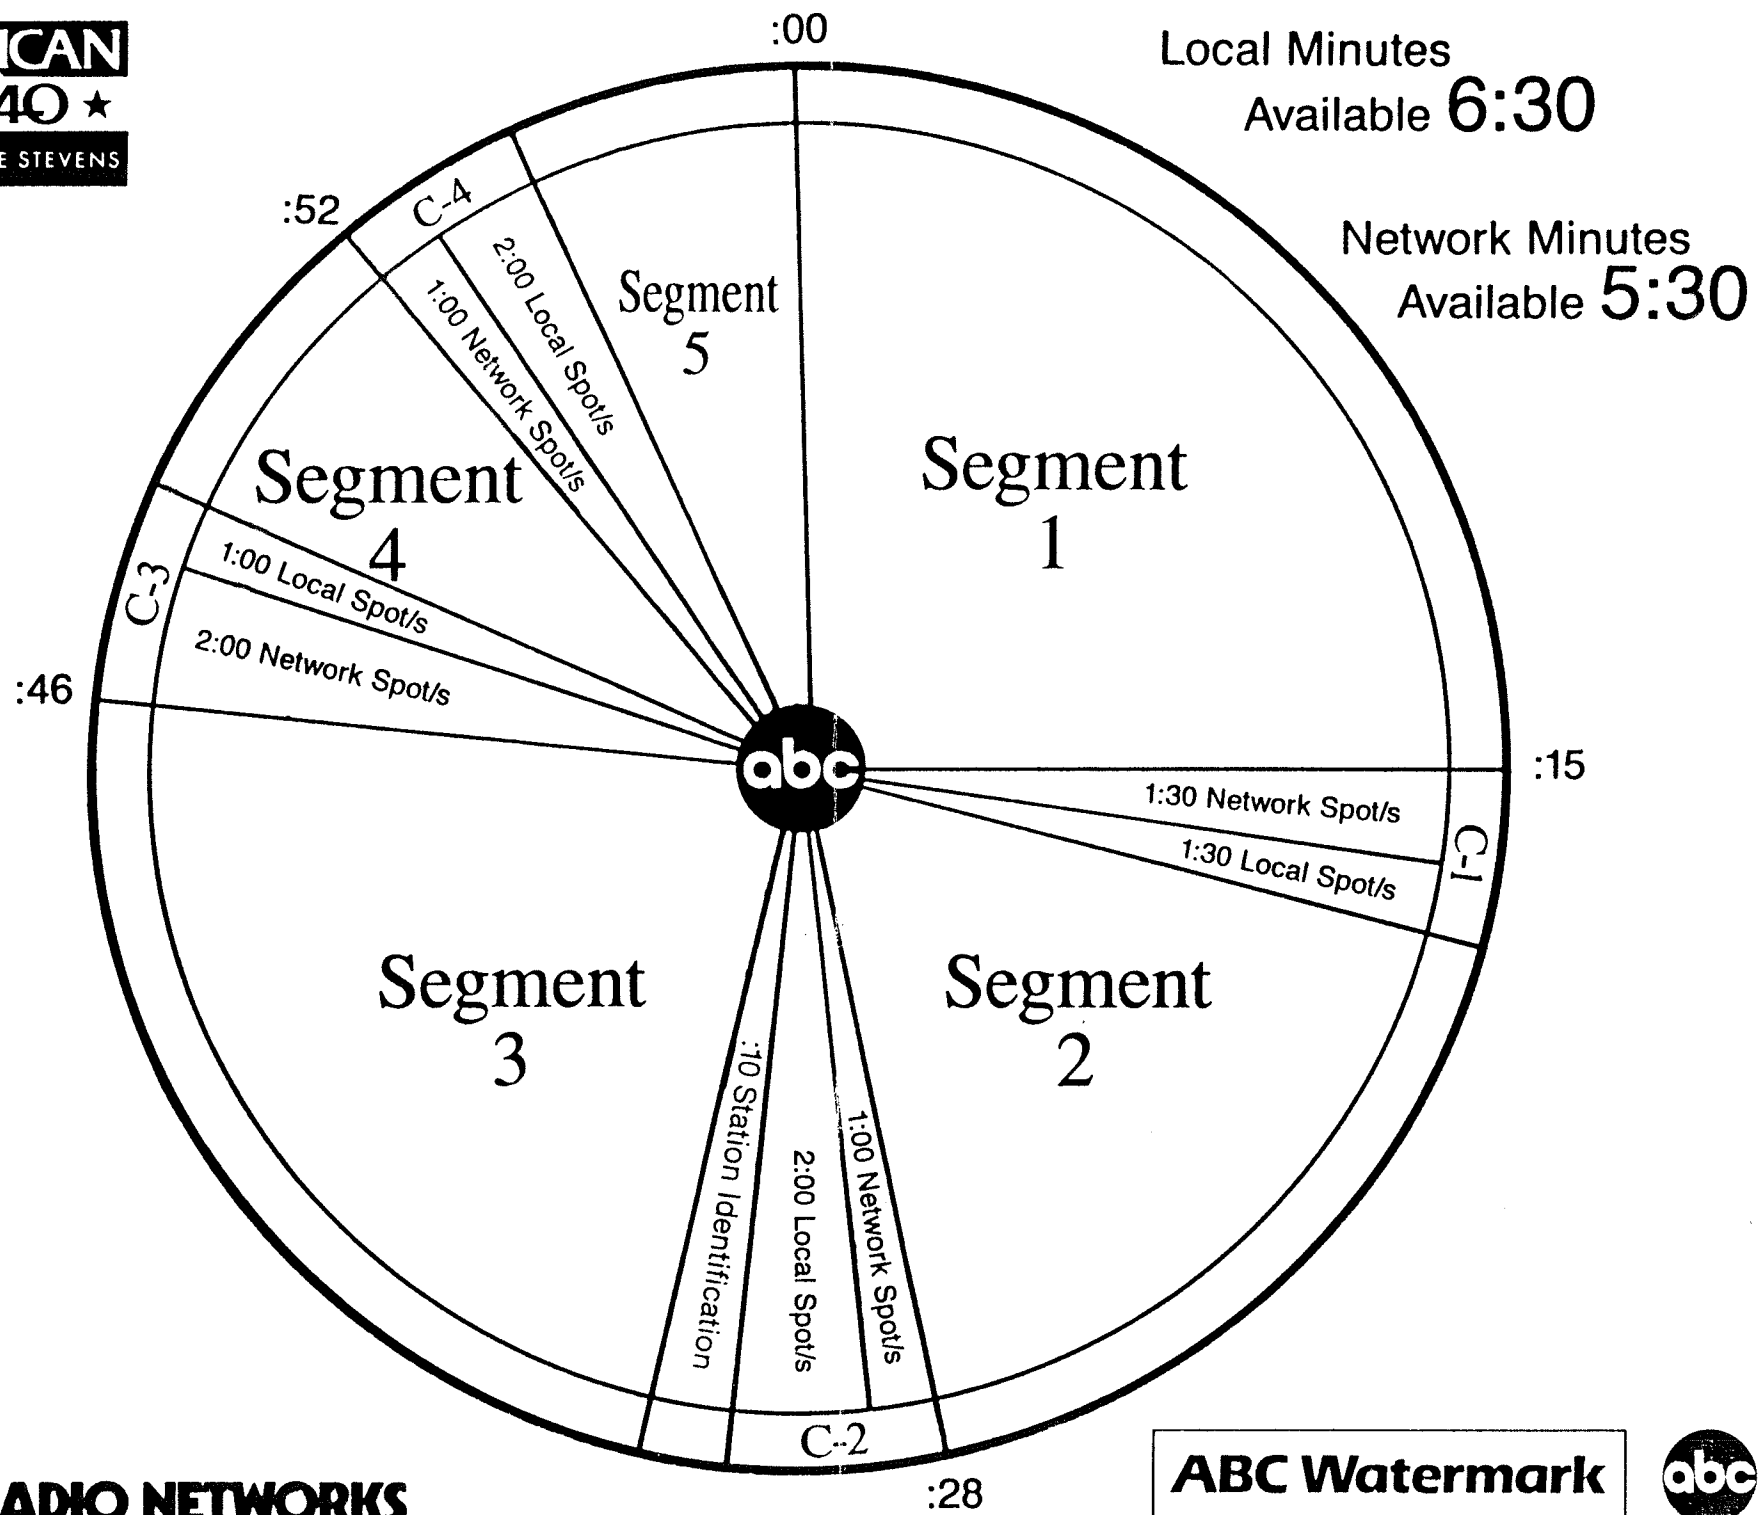 ICAN
40 ★
E STEVENS
:00
Local Minutes
Available 6:30
Network Minutes
Available 5:30
:52
C-4
2:00 Local Spot/s
1:00 Network Spot/s
Segment
5
Segment
1
Segment
4
C-3
1:00 Local Spot/s
2:00 Network Spot/s
:46
abc
:15
1:30 Network Spot/s
1:30 Local Spot/s
C-1
Segment
3
Segment
2
:10 Station Identification
2:00 Local Spot/s
1:00 Network Spot/s
C-2
:28
ADIO NETWORKS
ABC Watermark
abc